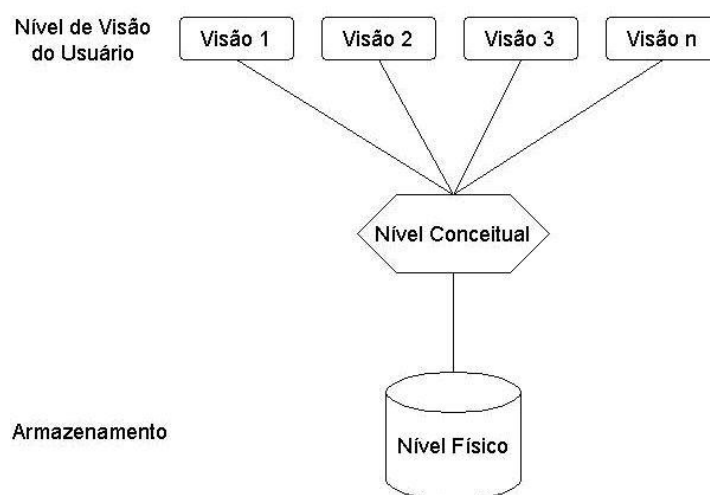 Nível de Visão
do Usuário
Visão 1
Visão 2
Visão 3
Visão n
Nível Conceitual
Armazenamento
Nível Físico